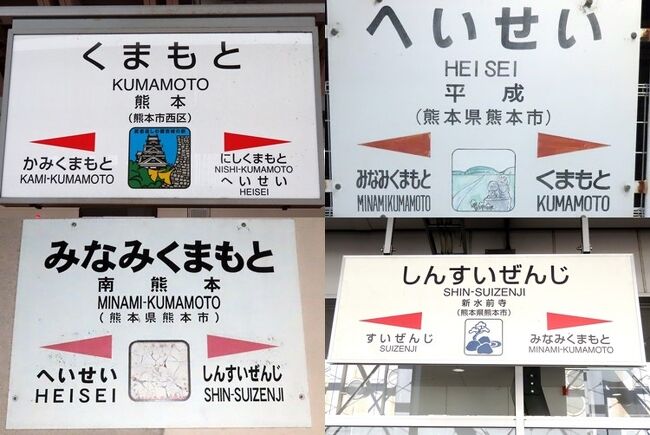 くまもと
KUMAMOTO
熊本
(熊本市西区)
かみくまもと
KAMI-KUMAMOTO
にしくまもと
NISHI-KUMAMOTO
へいせい
HEISEI
へいせい
HEISEI
平成
(熊本県熊本市)
みなみくまもと
MINAMIKUMAMOTO
くまもと
KUMAMOTO
みなみくまもと
南熊本
MINAMI-KUMAMOTO
(熊本県熊本市)
へいせい
HEISEI
しんすいぜんじ
SHIN-SUIZENJI
しんすいぜんじ
SHIN-SUIZENJI
新水前寺
(熊本県熊本市)
すいぜんじ
SUIZENJI
みなみくまもと
MINAMI-KUMAMOTO